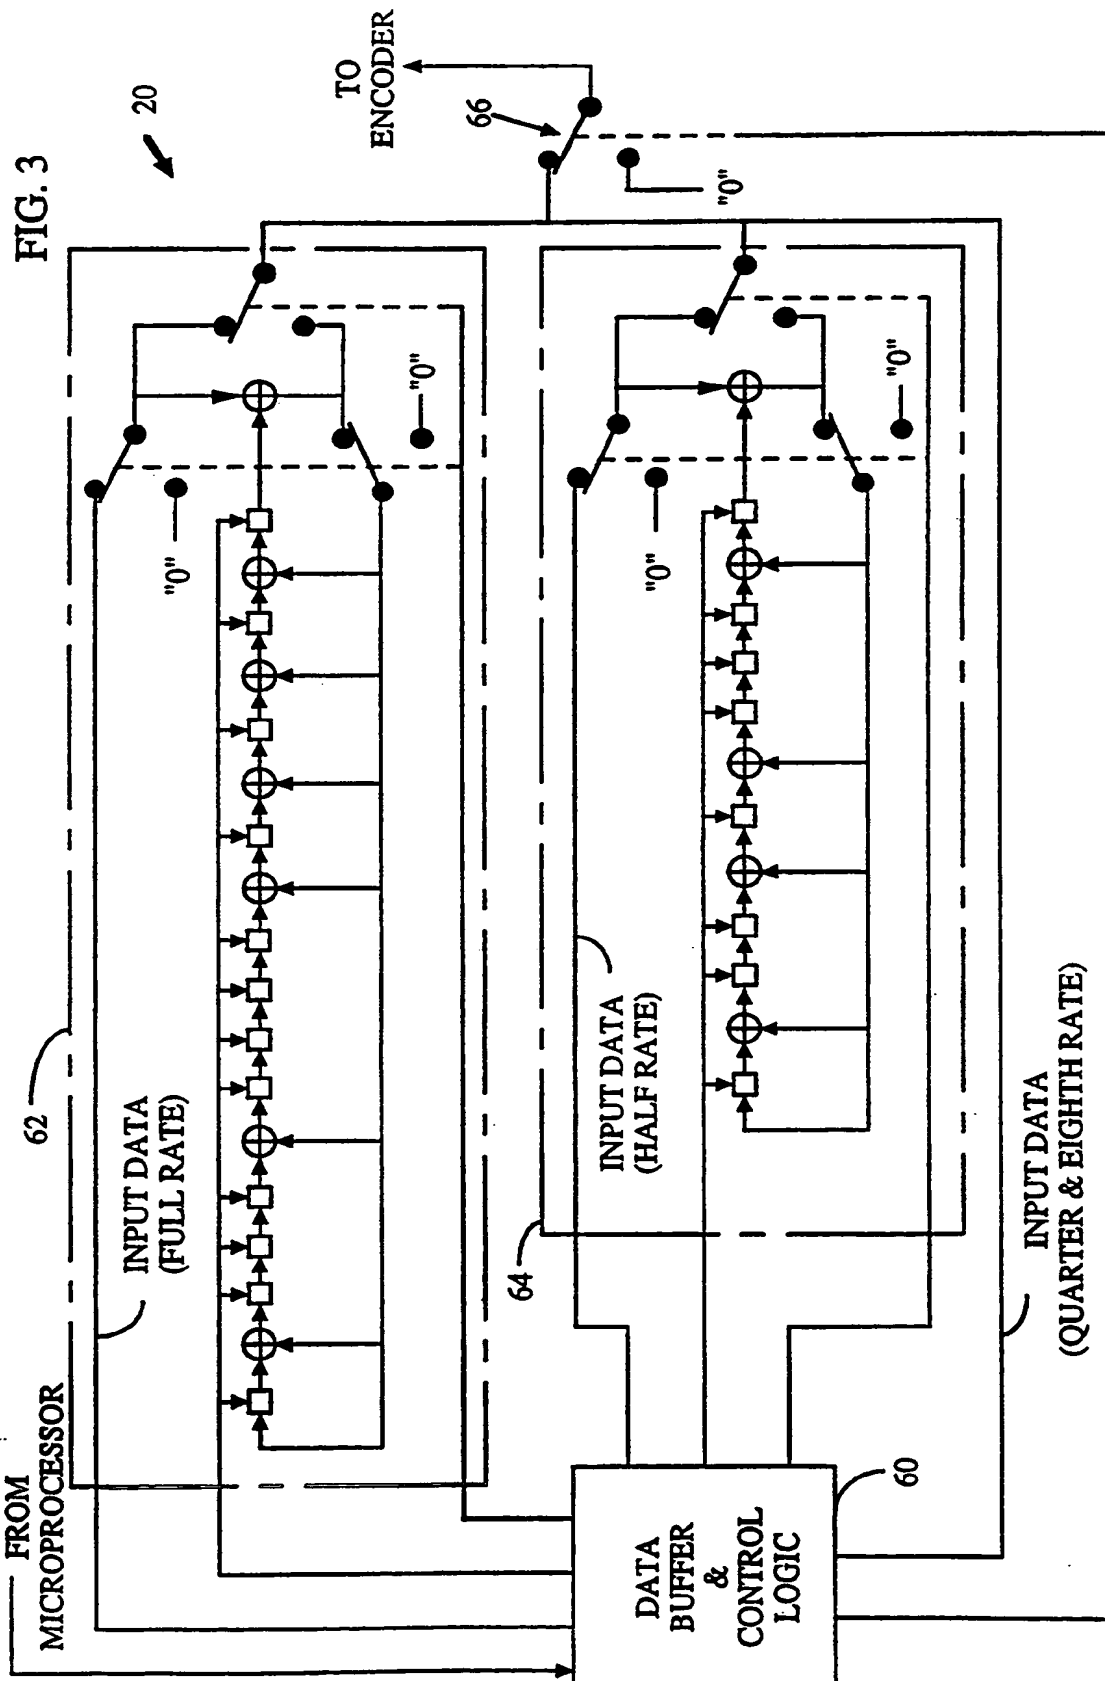 FIG. 3
20
TO
ENCODER
66
"0"
"0"
"0"
"0"
"0"
62
INPUT DATA
(FULL RATE)
64
INPUT DATA
(HALF RATE)
FROM
MICROPROCESSOR
DATA
BUFFER
&
CONTROL
LOGIC
60
INPUT DATA
(QUARTER & EIGHTH RATE)